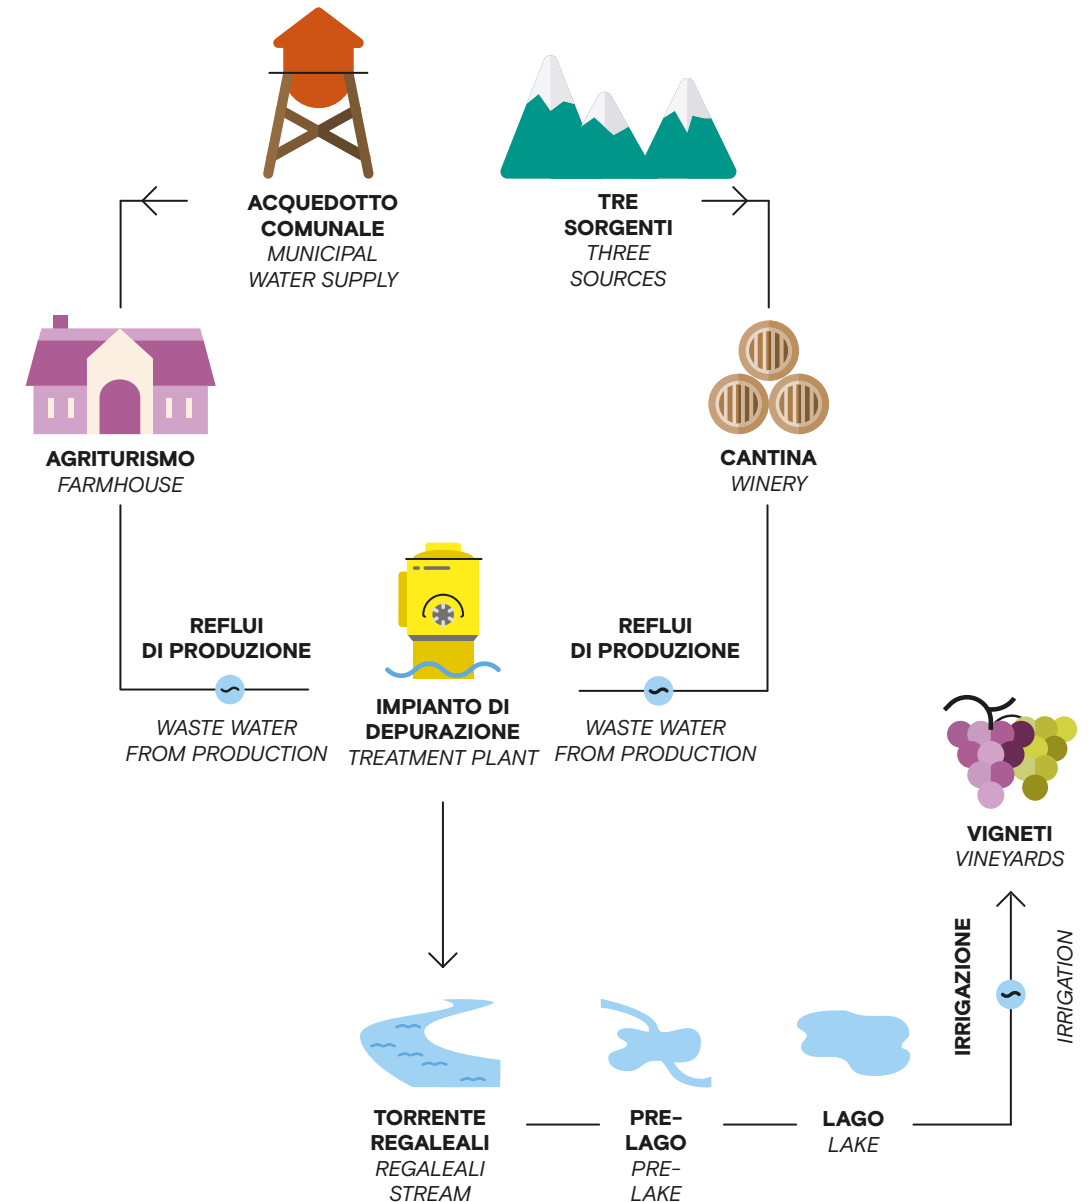 ACQUEDOTTO
COMUNALE
MUNICIPAL
WATER SUPPLY
TRE
SORGENTI
THREE
SOURCES
AGRITURISMO
FARMHOUSE
CANTINA
WINERY
REFLUI
DI PRODUZIONE
WASTE WATER
FROM PRODUCTION
IMPIANTO DI
DEPURAZIONE
TREATMENT PLANT
REFLUI
DI PRODUZIONE
WASTE WATER
FROM PRODUCTION
VIGNETI
VINEYARDS
IRRIGAZIONE
IRRIGATION
TORRENTE
REGALEALI
REGALEALI
STREAM
PRE-
LAGO
PRE-
LAKE
LAGO
LAKE